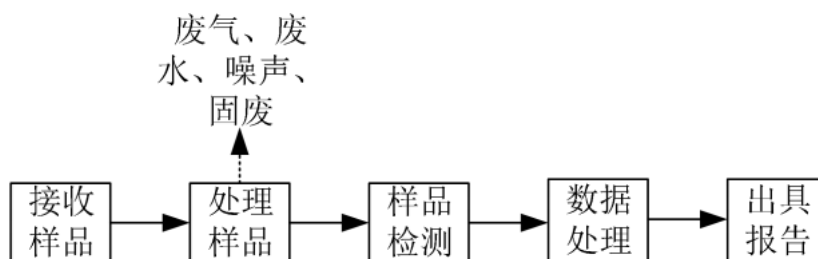 废气、废
水、噪声、
固废
接收
样品
处理
样品
样品
检测
数据
处理
出具
报告